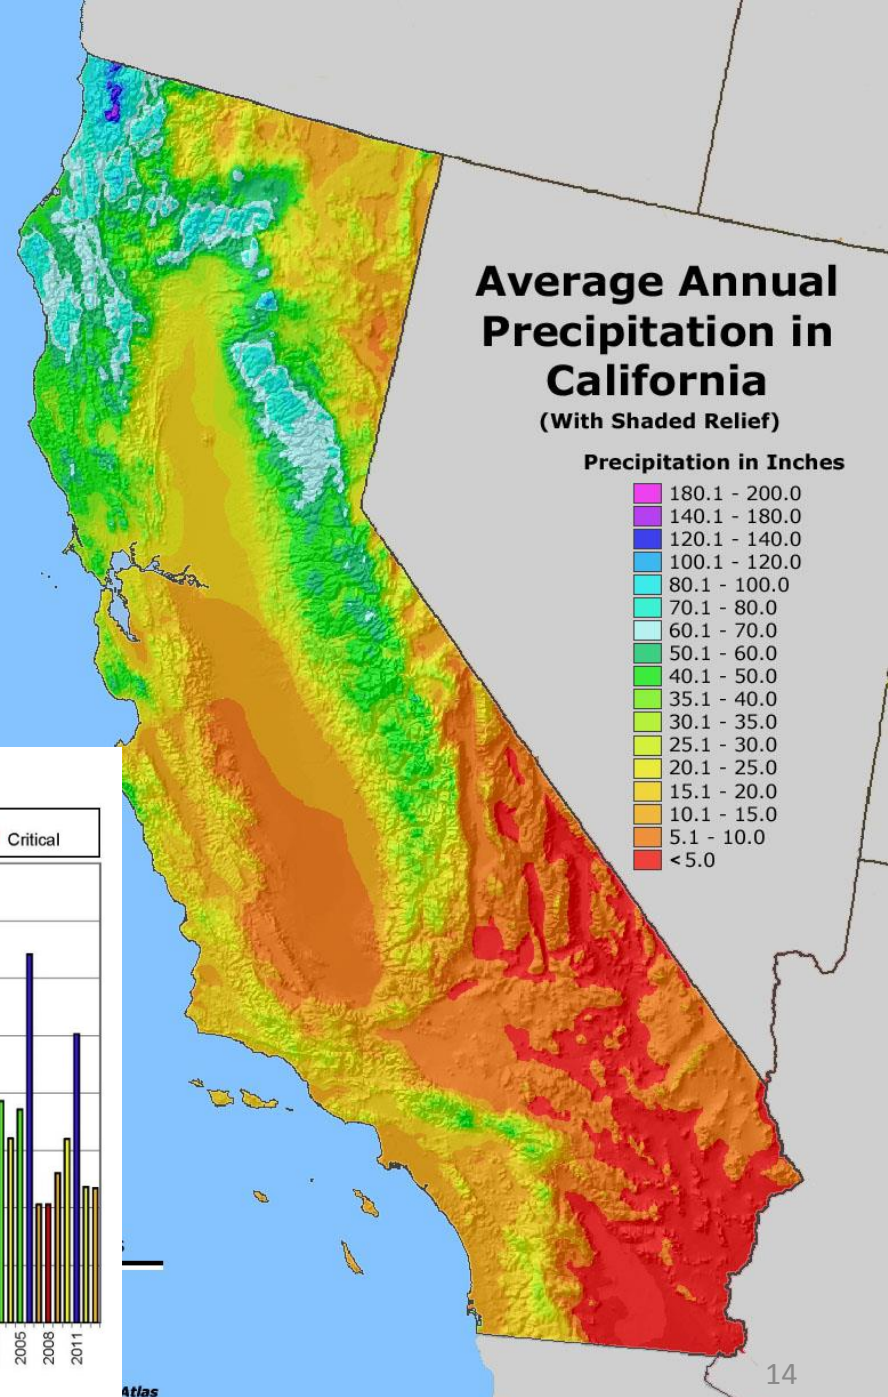 Average Annual
Precipitation in
California
(With Shaded Relief)
Precipitation in Inches
180.1 - 200.0
140.1 - 180.0
120.1 - 140.0
100.1 - 120.0
80.1 - 100.0
70.1 - 80.0
60.1 - 70.0
50.1 - 60.0
40.1 - 50.0
35.1 - 40.0
30.1 - 35.0
25.1 - 30.0
20.1 - 25.0
15.1 - 20.0
10.1 - 15.0
5.1 - 10.0
<5.0
Critical
2005
2008
2011
Atlas
14